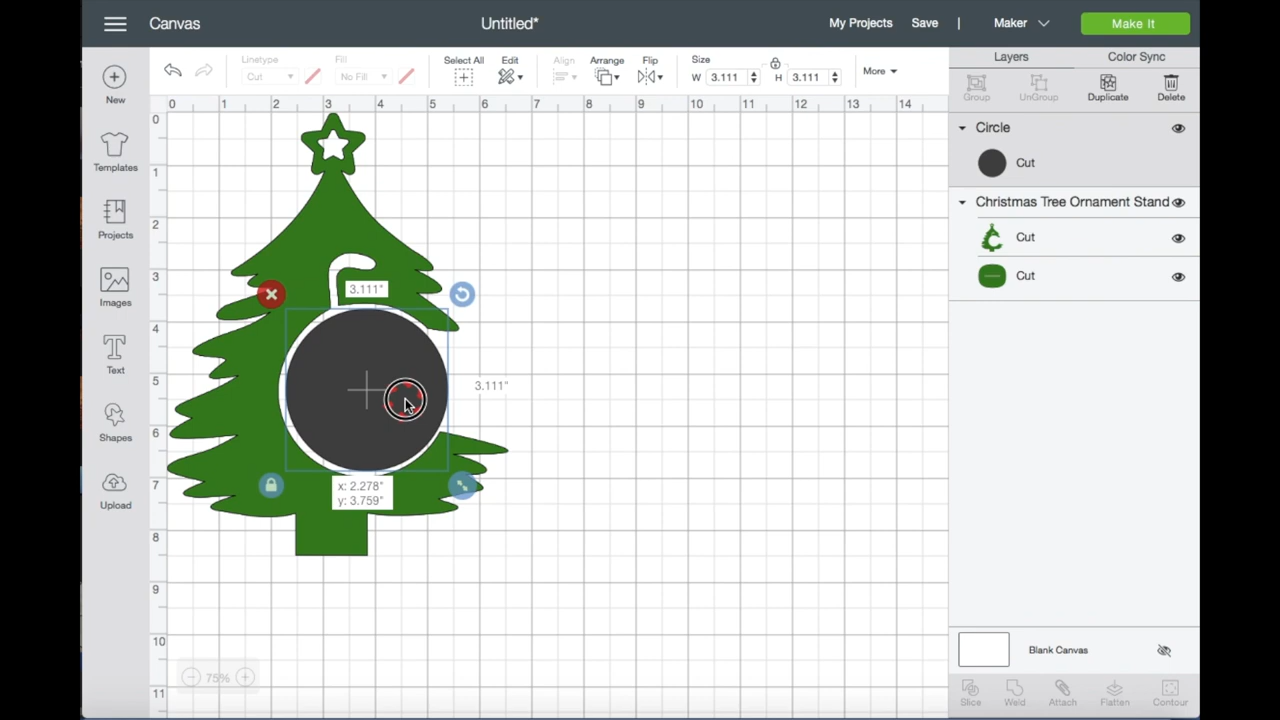 Canvas
Untitled*
My Projects Save | Maker Make It
Linetype Fill Select All Edit Align Arrange Flip Size
Cut No Fill W 3.111 H 3.111 More
Layers Color Sync
Group UnGroup Duplicate Delete
New
Templates
Projects
Images
Text
Shapes
Upload
0 1 2 3 4 5 6 7 8 9 10 11 12 13 14
0
1
2
3
4
5
6
7
8
9
10
11
3.111"
3.111"
x: 2.278"
y: 3.759"
75%
Circle
Cut
Christmas Tree Ornament Stand
Cut
Cut
Blank Canvas
Slice Weld Attach Flatten Contour